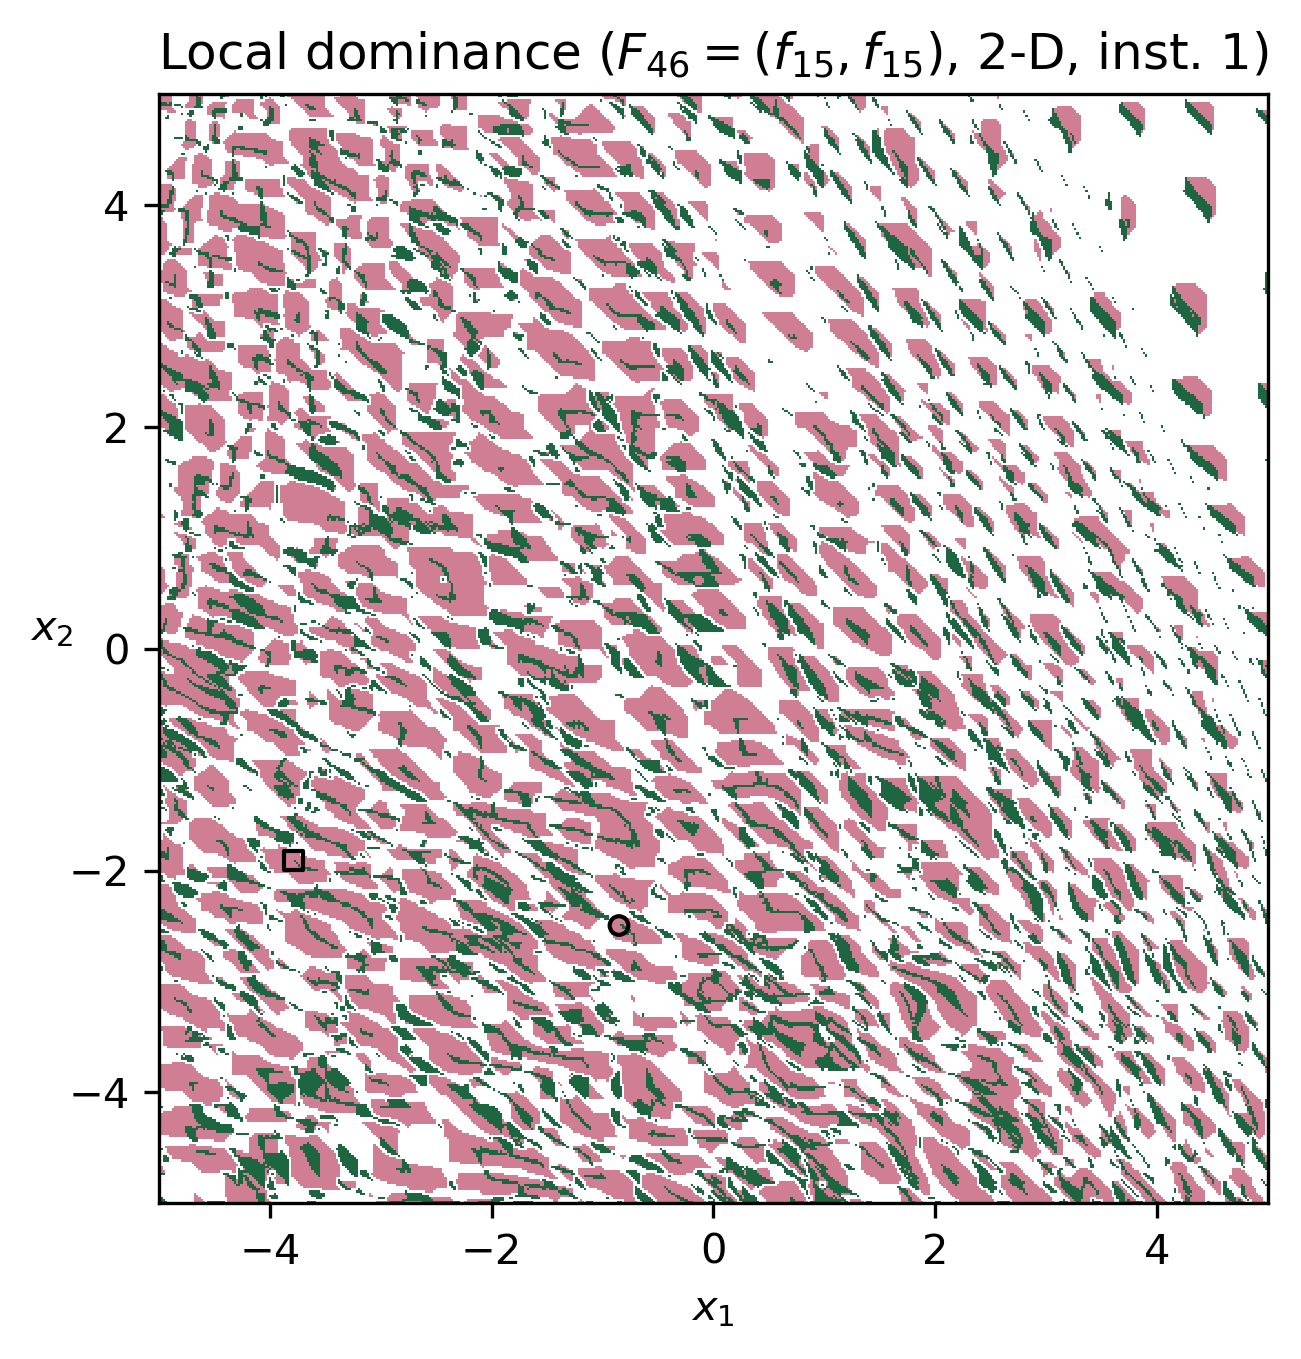 Local dominance (F₄₆ = (f₁₅, f₁₅), 2-D, inst. 1)
4
2
x₂
0
−2
−4
−4 −2 0 2 4
x₁